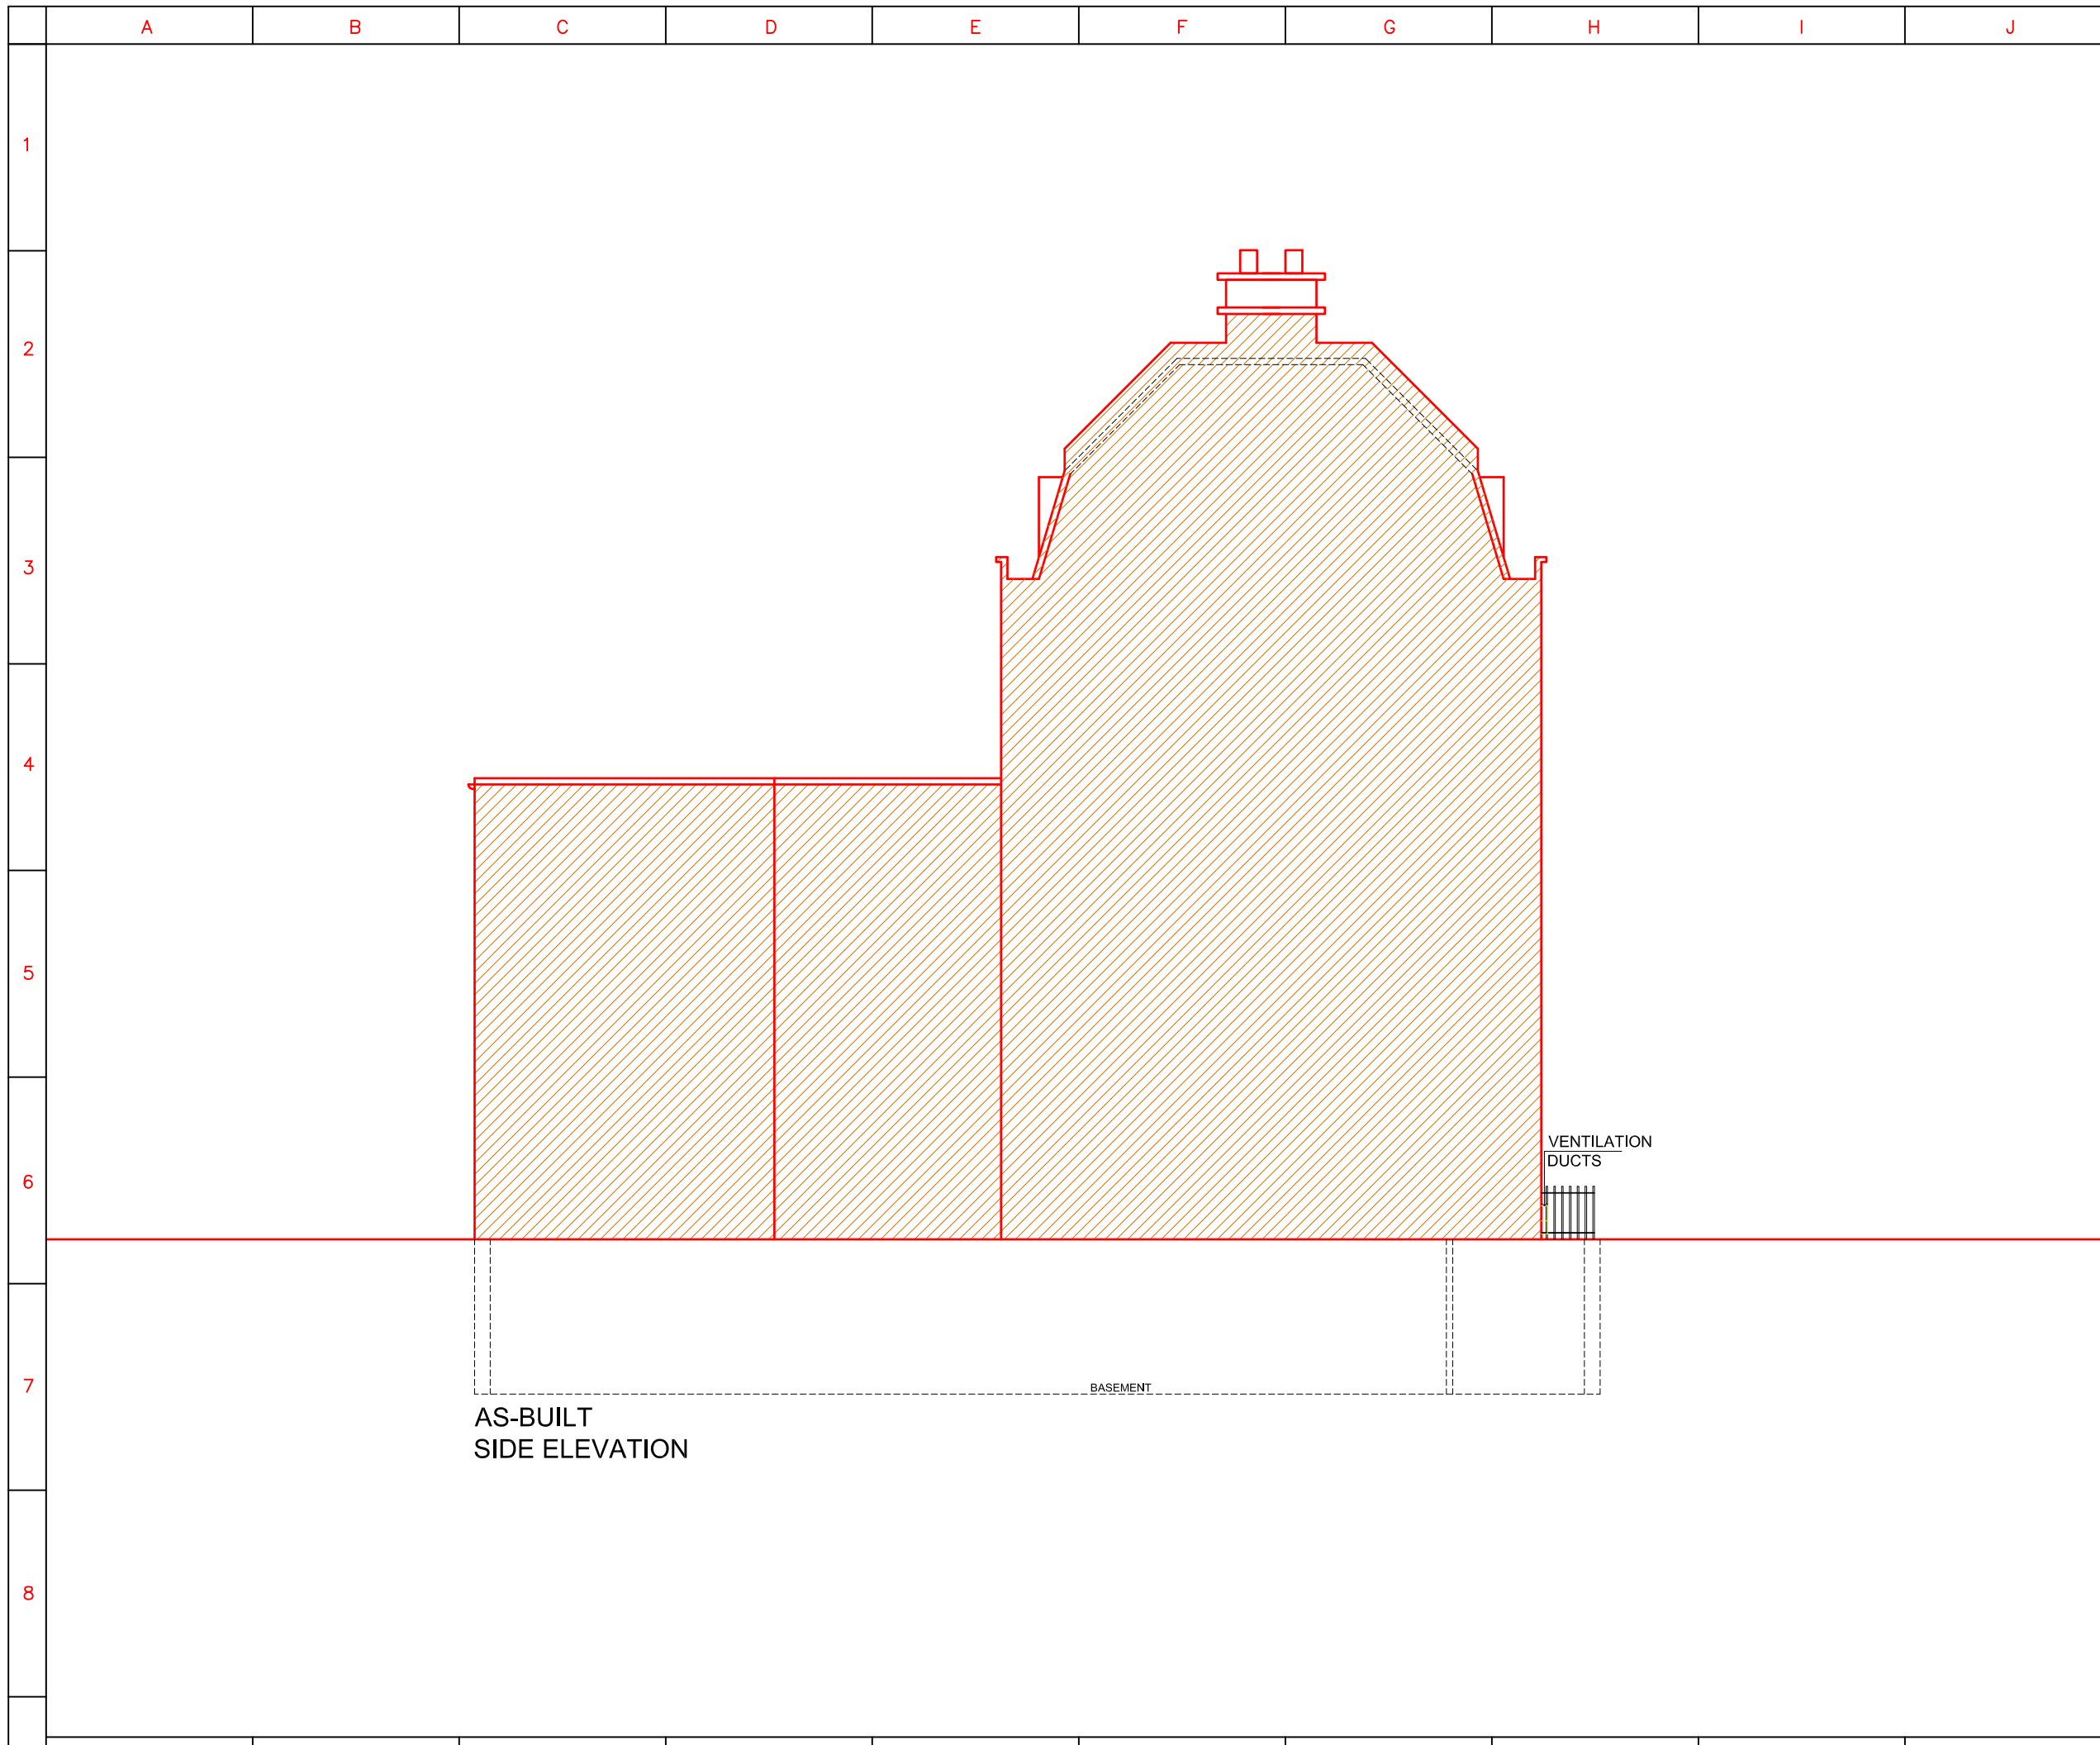 A B C D E F G H I J
1
2
3
4
5
6
7
8
VENTILATION
DUCTS
BASEMENT
AS-BUILT
SIDE ELEVATION